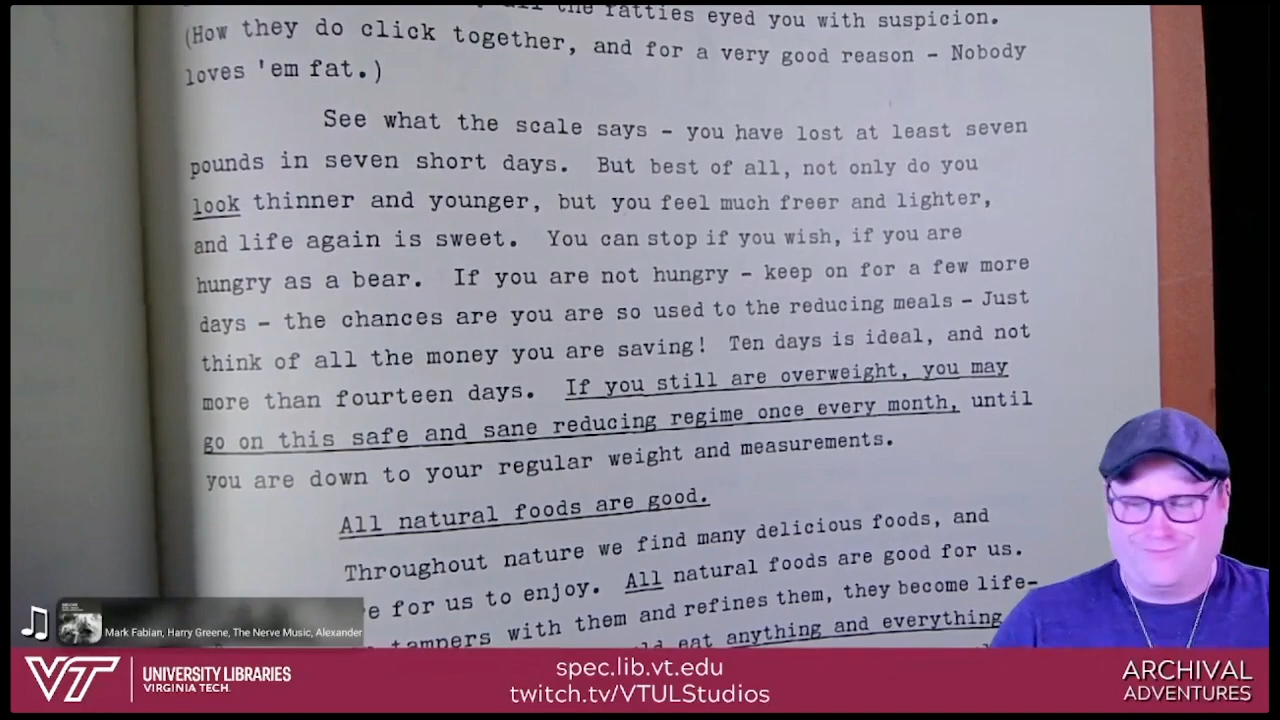 the fatties eyed you with suspicion.
(How they do click together, and for a very good reason - Nobody
loves 'em fat.)
See what the scale says - you have lost at least seven
pounds in seven short days. But best of all, not only do you
look thinner and younger, but you feel much freer and lighter,
and life again is sweet. You can stop if you wish, if you are
hungry as a bear. If you are not hungry - keep on for a few more
days - the chances are you are so used to the reducing meals - Just
think of all the money you are saving! Ten days is ideal, and not
more than fourteen days. If you still are overweight, you may
go on this safe and sane reducing regime once every month, until
you are down to your regular weight and measurements.
All natural foods are good.
Throughout nature we find many delicious foods, and
for us to enjoy. All natural foods are good for us.
tampers with them and refines them, they become life-
eat anything and everything
Mark Fabian, Harry Greene, The Nerve Music, Alexander
VT UNIVERSITY LIBRARIES
VIRGINIA TECH.
spec.lib.vt.edu
twitch.tv/VTULStudios
ARCHIVAL
ADVENTURES